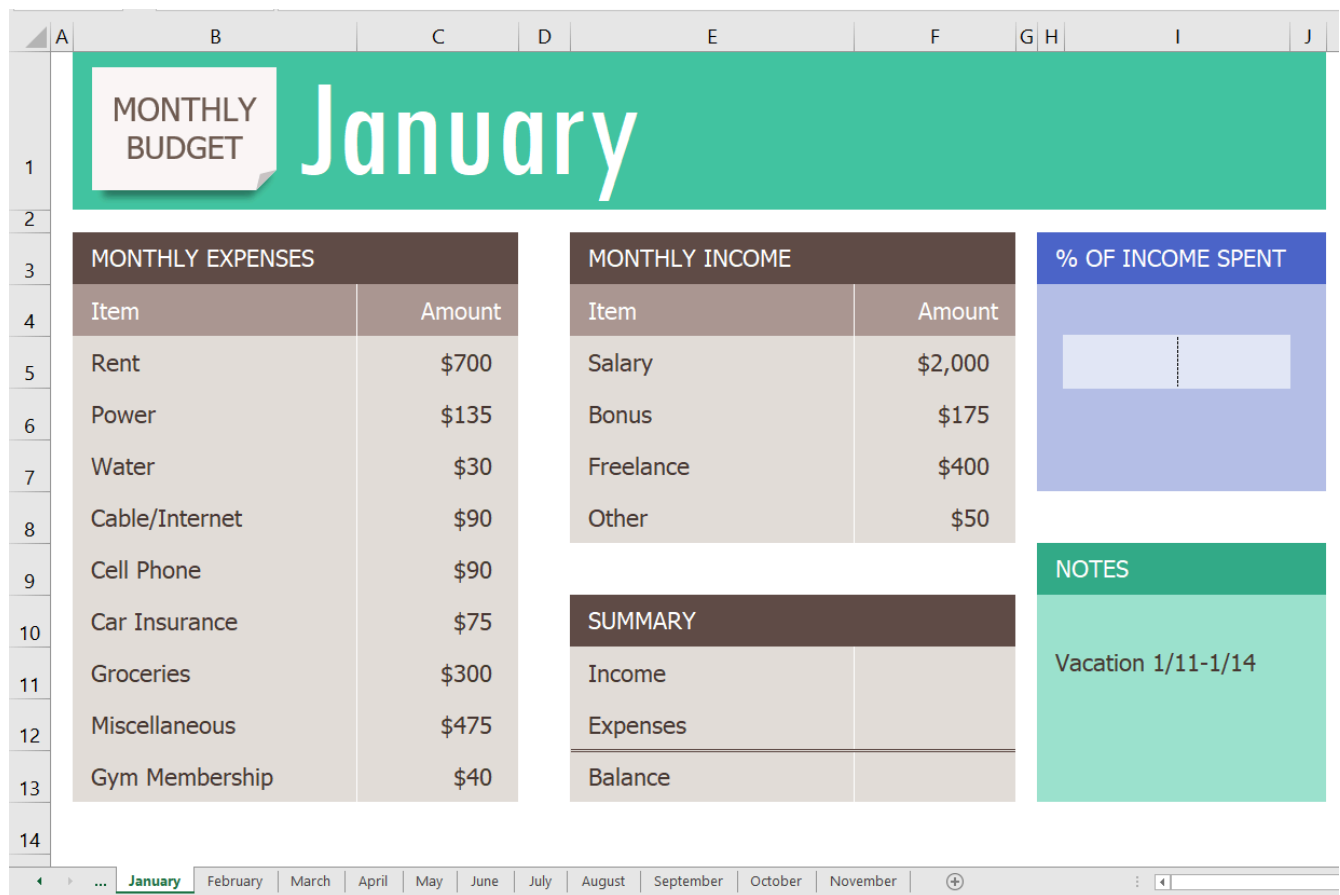 A B C D E F G H I J
1
MONTHLY
BUDGET
January
2
3 MONTHLY EXPENSES MONTHLY INCOME % OF INCOME SPENT
4 Item Amount Item Amount
5 Rent $700 Salary $2,000
6 Power $135 Bonus $175
7 Water $30 Freelance $400
8 Cable/Internet $90 Other $50
9 Cell Phone $90 NOTES
10 Car Insurance $75 SUMMARY
11 Groceries $300 Income Vacation 1/11-1/14
12 Miscellaneous $475 Expenses
13 Gym Membership $40 Balance
14
... January February March April May June July August September October November